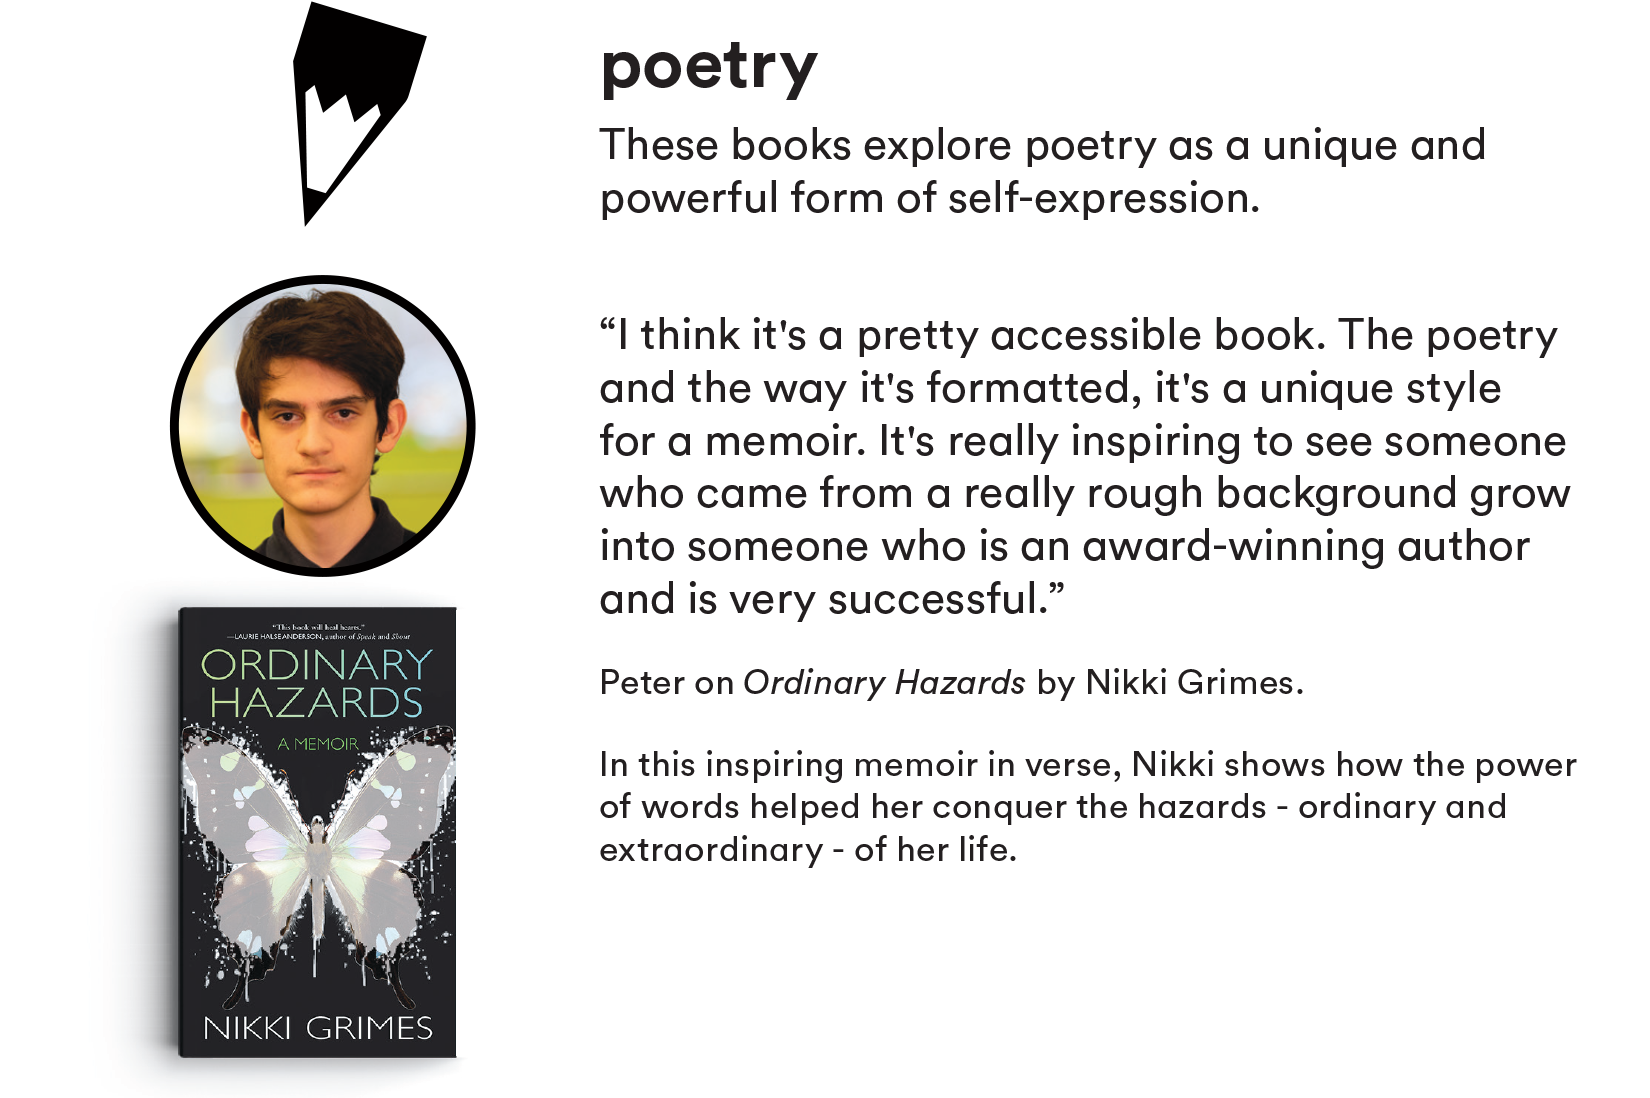 poetry
These books explore poetry as a unique and
powerful form of self-expression.
“I think it's a pretty accessible book. The poetry
and the way it's formatted, it's a unique style
for a memoir. It's really inspiring to see someone
who came from a really rough background grow
into someone who is an award-winning author
and is very successful.”
Peter on Ordinary Hazards by Nikki Grimes.
In this inspiring memoir in verse, Nikki shows how the power
of words helped her conquer the hazards - ordinary and
extraordinary - of her life.
“This book will heal hearts.”
—LAURIE HALSE ANDERSON, author of Speak and Shout
ORDINARY
HAZARDS
A MEMOIR
NIKKI GRIMES